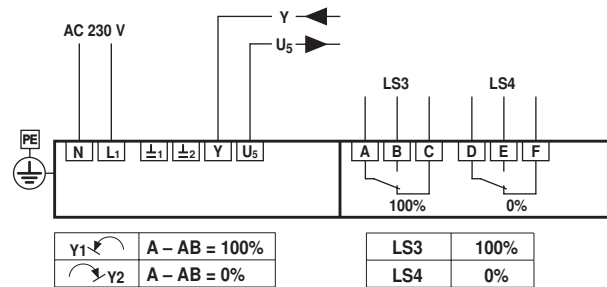 Y
AC 230 V
U5
LS3 LS4
PE
N L1 ⏚1 ⏚2 Y U5 A B C D E F
100% 0%
Y1 A – AB = 100%
Y2 A – AB = 0%
LS3 100%
LS4 0%